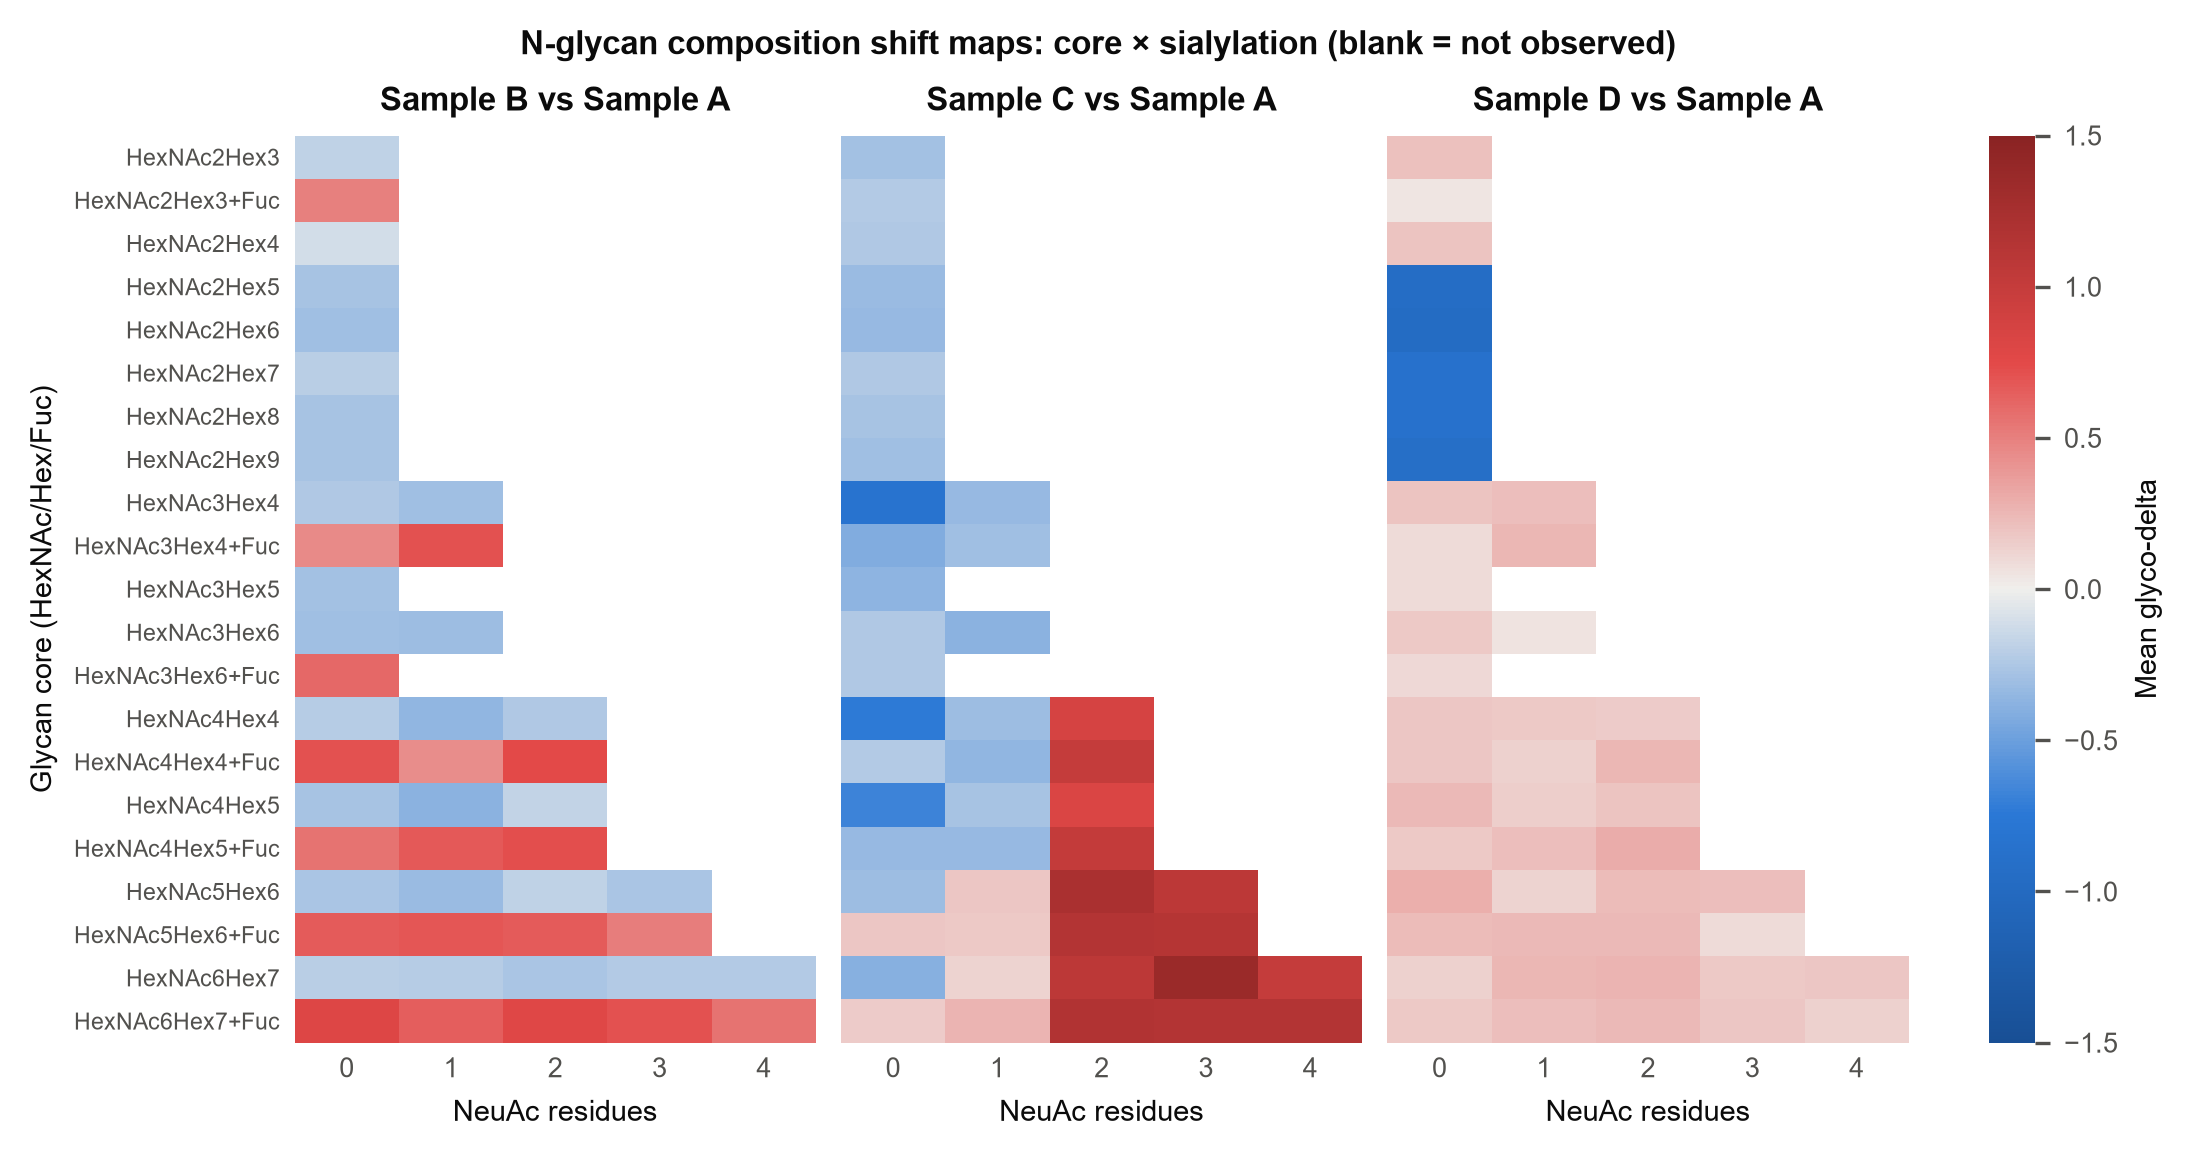 N-glycan composition shift maps: core × sialylation (blank = not observed)
Sample B vs Sample A
Sample C vs Sample A
Sample D vs Sample A
Glycan core (HexNAc/Hex/Fuc)
HexNAc2Hex3
HexNAc2Hex3+Fuc
HexNAc2Hex4
HexNAc2Hex5
HexNAc2Hex6
HexNAc2Hex7
HexNAc2Hex8
HexNAc2Hex9
HexNAc3Hex4
HexNAc3Hex4+Fuc
HexNAc3Hex5
HexNAc3Hex6
HexNAc3Hex6+Fuc
HexNAc4Hex4
HexNAc4Hex4+Fuc
HexNAc4Hex5
HexNAc4Hex5+Fuc
HexNAc5Hex6
HexNAc5Hex6+Fuc
HexNAc6Hex7
HexNAc6Hex7+Fuc
0 1 2 3 4
NeuAc residues
0 1 2 3 4
NeuAc residues
0 1 2 3 4
NeuAc residues
1.5
1.0
0.5
0.0
−0.5
−1.0
−1.5
Mean glyco-delta